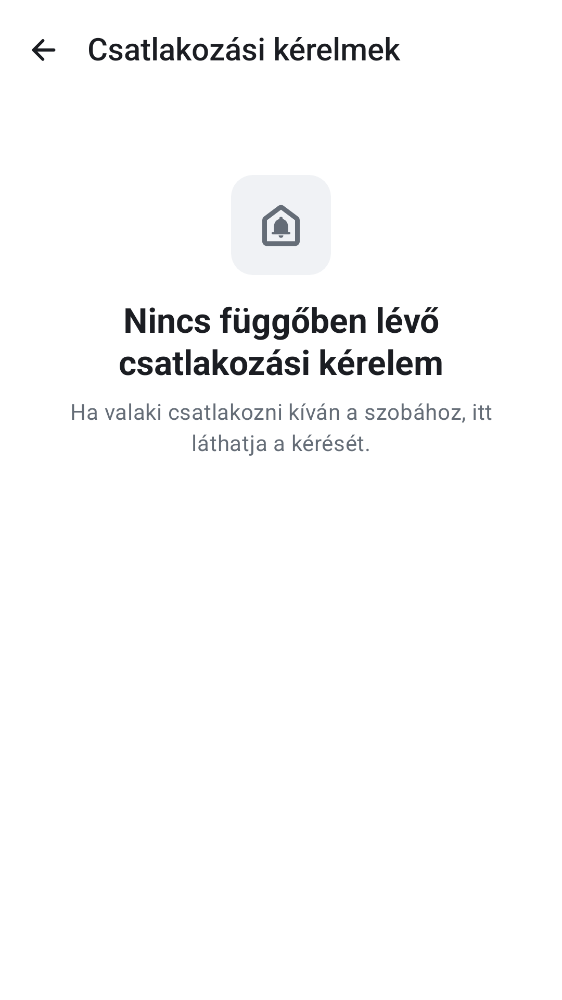 Csatlakozási kérelmek
Nincs függőben lévő
csatlakozási kérelem
Ha valaki csatlakozni kíván a szobához, itt
láthatja a kérését.